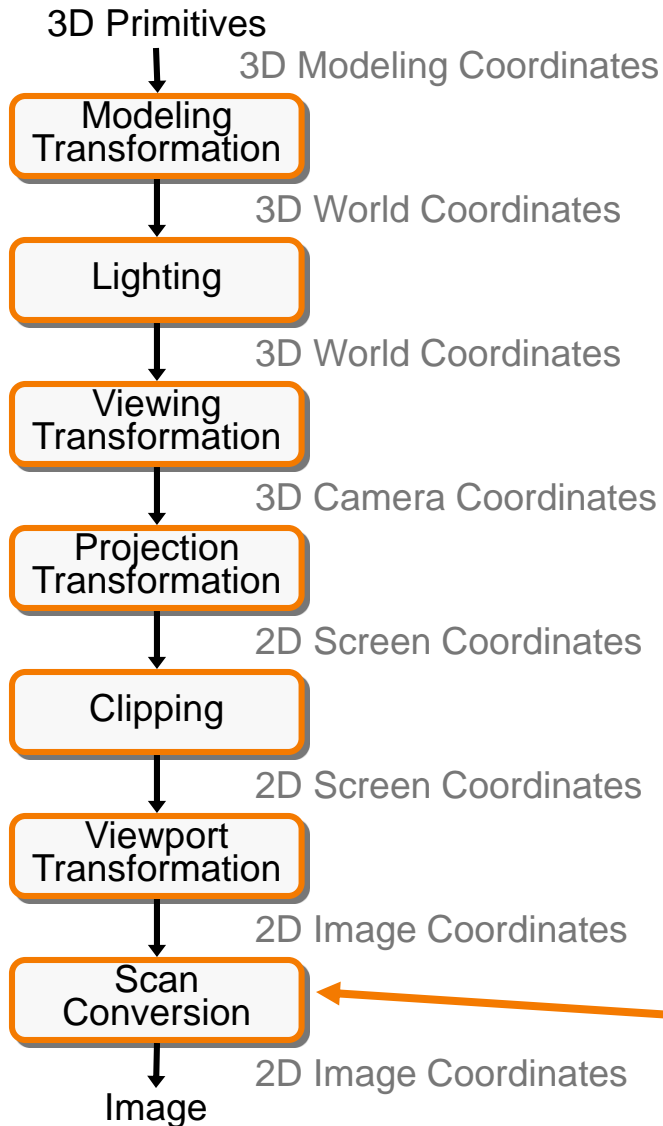 3D Primitives
3D Modeling Coordinates
Modeling
Transformation
3D World Coordinates
Lighting
3D World Coordinates
Viewing
Transformation
3D Camera Coordinates
Projection
Transformation
2D Screen Coordinates
Clipping
2D Screen Coordinates
Viewport
Transformation
2D Image Coordinates
Scan
Conversion
2D Image Coordinates
Image